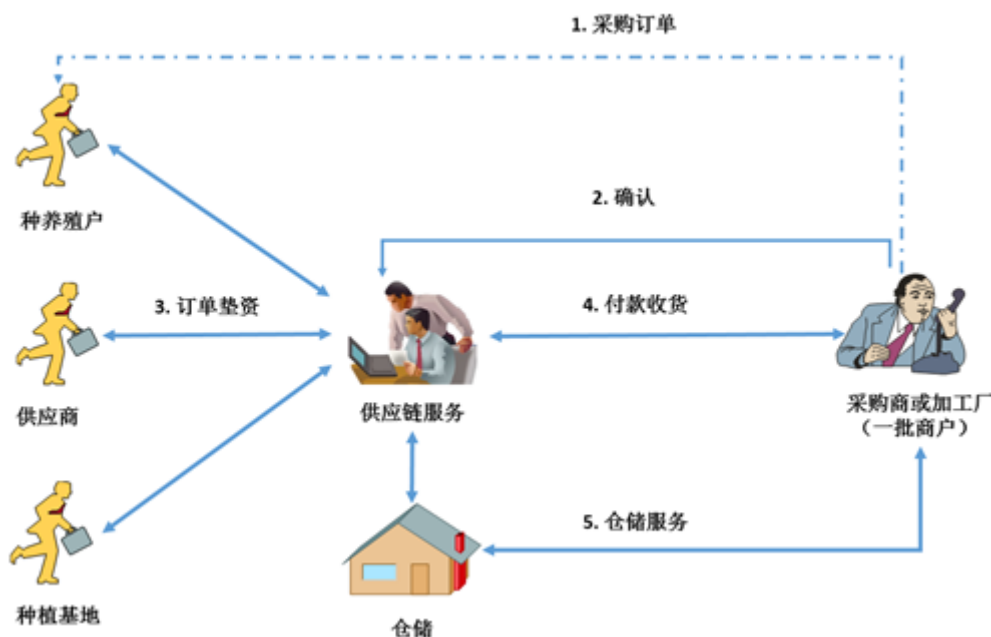 1. 采购订单
种养殖户
2. 确认
3. 订单垫资
4. 付款收货
供应商
供应链服务
采购商或加工厂
（一批商户）
5. 仓储服务
种植基地
仓储